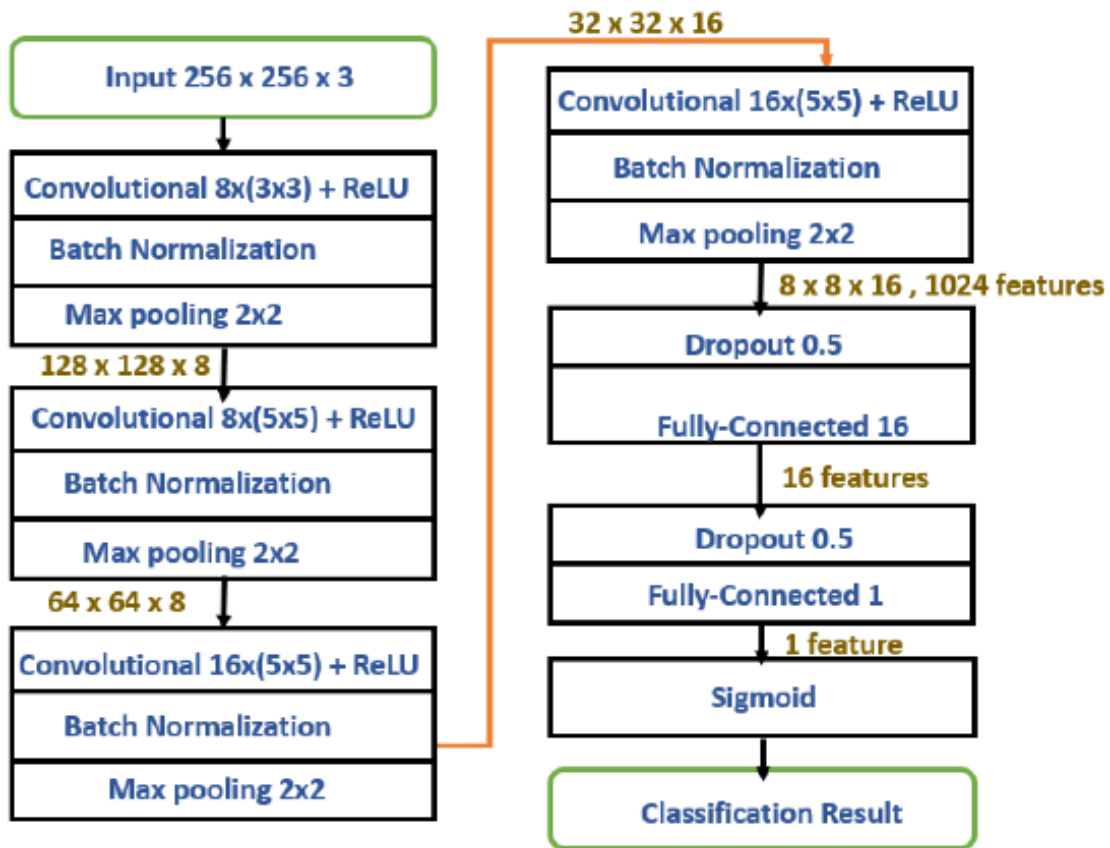 Input 256 x 256 x 3
Convolutional 8x(3x3) + ReLU
Batch Normalization
Max pooling 2x2
128 x 128 x 8
Convolutional 8x(5x5) + ReLU
Batch Normalization
Max pooling 2x2
64 x 64 x 8
Convolutional 16x(5x5) + ReLU
Batch Normalization
Max pooling 2x2
32 x 32 x 16
Convolutional 16x(5x5) + ReLU
Batch Normalization
Max pooling 2x2
8 x 8 x 16 , 1024 features
Dropout 0.5
Fully-Connected 16
16 features
Dropout 0.5
Fully-Connected 1
1 feature
Sigmoid
Classification Result